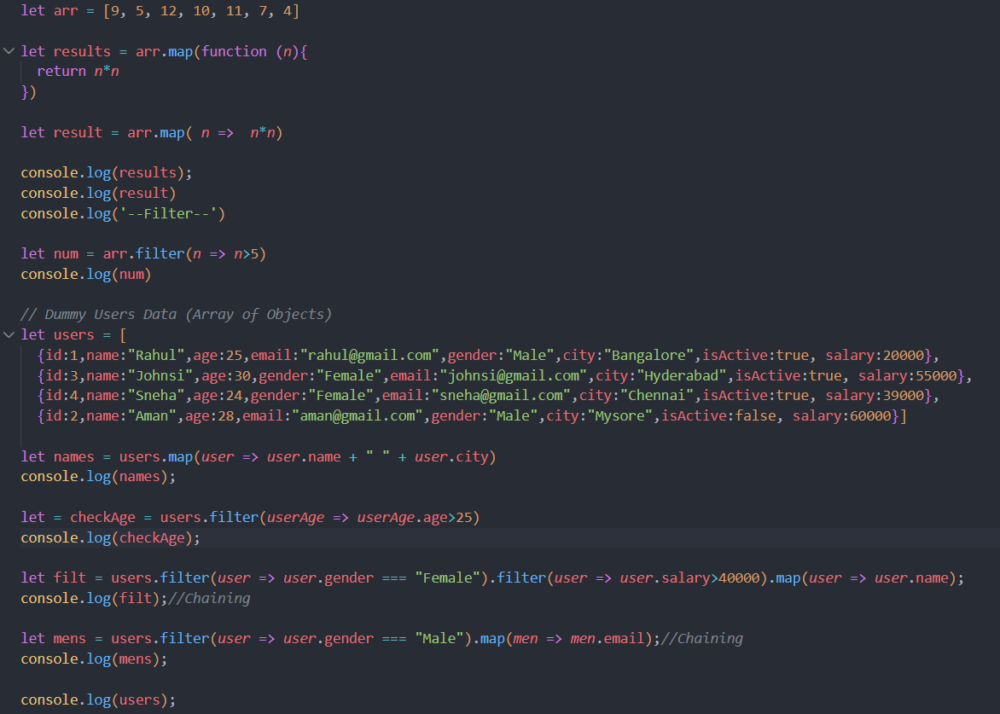 let arr = [9, 5, 12, 10, 11, 7, 4]
let results = arr.map(function (n){
return n*n
})
let result = arr.map( n =>  n*n)
console.log(results);
console.log(result)
console.log('--Filter--')
let num = arr.filter(n => n>5)
console.log(num)
// Dummy Users Data (Array of Objects)
let users = [
{id:1,name:"Rahul",age:25,email:"rahul@gmail.com",gender:"Male",city:"Bangalore",isActive:true, salary:20000},
{id:3,name:"Johnsi",age:30,gender:"Female",email:"johnsi@gmail.com",city:"Hyderabad",isActive:true, salary:55000},
{id:4,name:"Sneha",age:24,gender:"Female",email:"sneha@gmail.com",city:"Chennai",isActive:true, salary:39000},
{id:2,name:"Aman",age:28,email:"aman@gmail.com",gender:"Male",city:"Mysore",isActive:false, salary:60000}]
let names = users.map(user => user.name + " " + user.city)
console.log(names);
let = checkAge = users.filter(userAge => userAge.age>25)
console.log(checkAge);
let filt = users.filter(user => user.gender === "Female").filter(user => user.salary>40000).map(user => user.name);
console.log(filt);//Chaining
let mens = users.filter(user => user.gender === "Male").map(men => men.email);//Chaining
console.log(mens);
console.log(users);